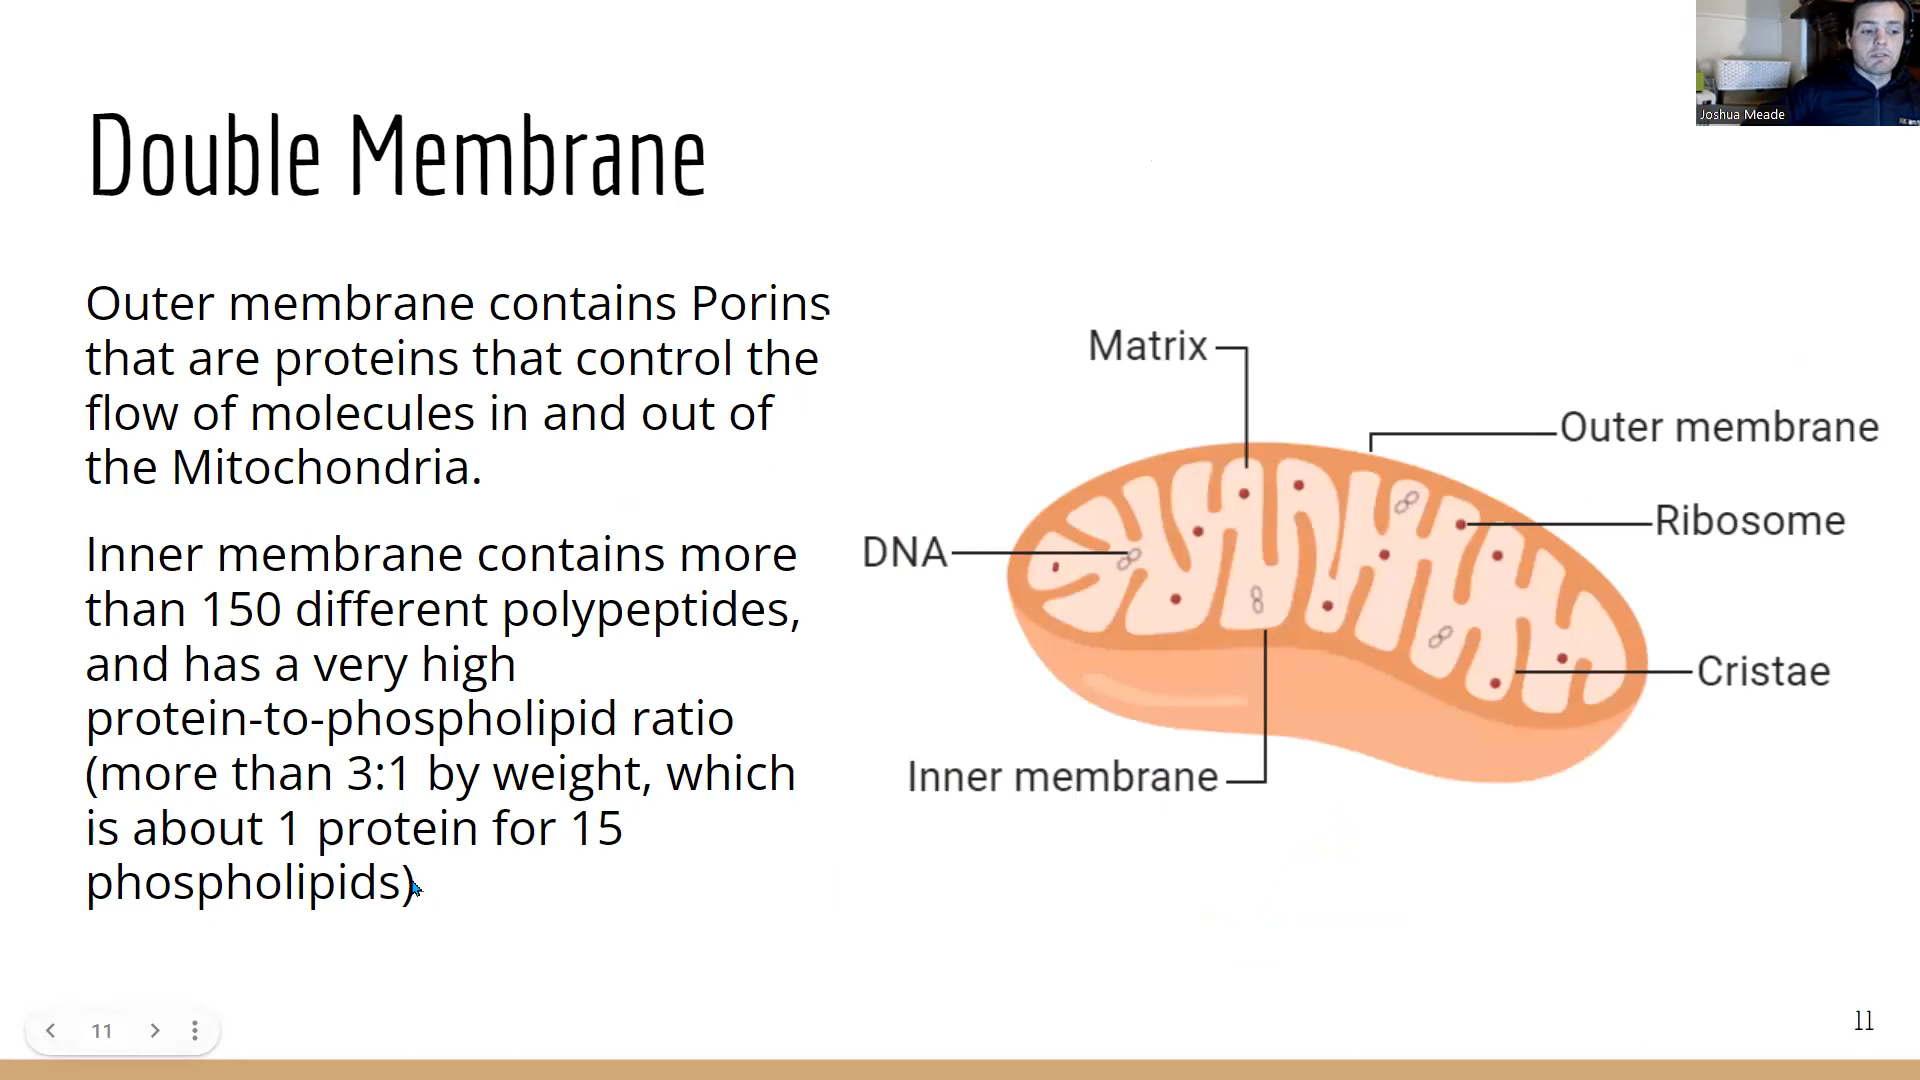 Joshua Meade
Double Membrane
Outer membrane contains Porins
that are proteins that control the
flow of molecules in and out of
the Mitochondria.
Inner membrane contains more
than 150 different polypeptides,
and has a very high
protein-to-phospholipid ratio
(more than 3:1 by weight, which
is about 1 protein for 15
phospholipids)
Matrix
Outer membrane
Ribosome
DNA
Cristae
Inner membrane
11
11